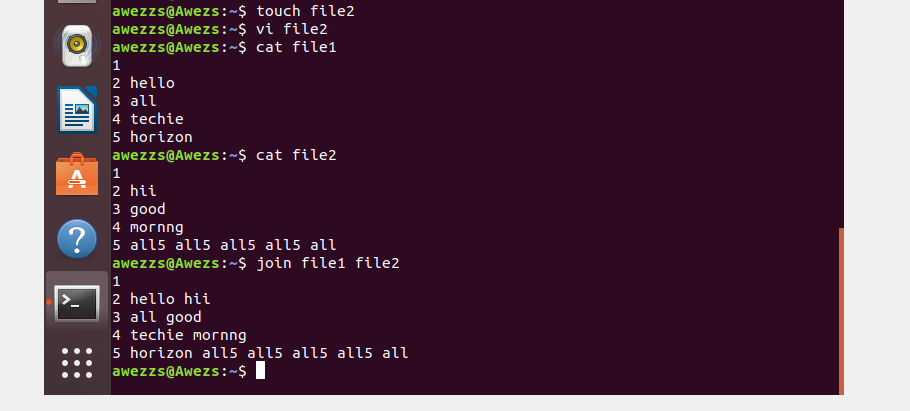 awezzs@Awezs:~$ touch file2
awezzs@Awezs:~$ vi file2
awezzs@Awezs:~$ cat file1
1
2 hello
3 all
4 techie
5 horizon
awezzs@Awezs:~$ cat file2
1
2 hii
3 good
4 mornng
5 all5 all5 all5 all5 all
awezzs@Awezs:~$ join file1 file2
1
2 hello hii
3 all good
4 techie mornng
5 horizon all5 all5 all5 all5 all
awezzs@Awezs:~$